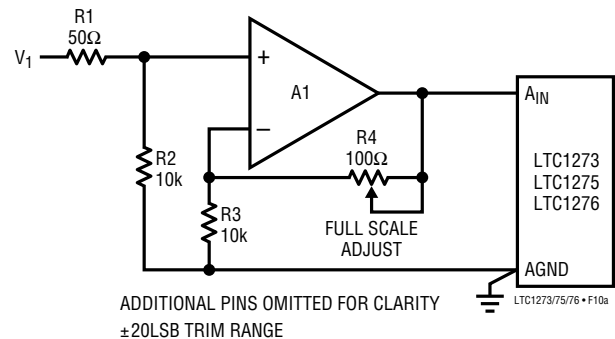 R1
50Ω
V1
+
A1
−
R2
10k
R3
10k
R4
100Ω
FULL SCALE
ADJUST
AIN
LTC1273
LTC1275
LTC1276
AGND
LTC1273/75/76 • F10a
ADDITIONAL PINS OMITTED FOR CLARITY
±20LSB TRIM RANGE